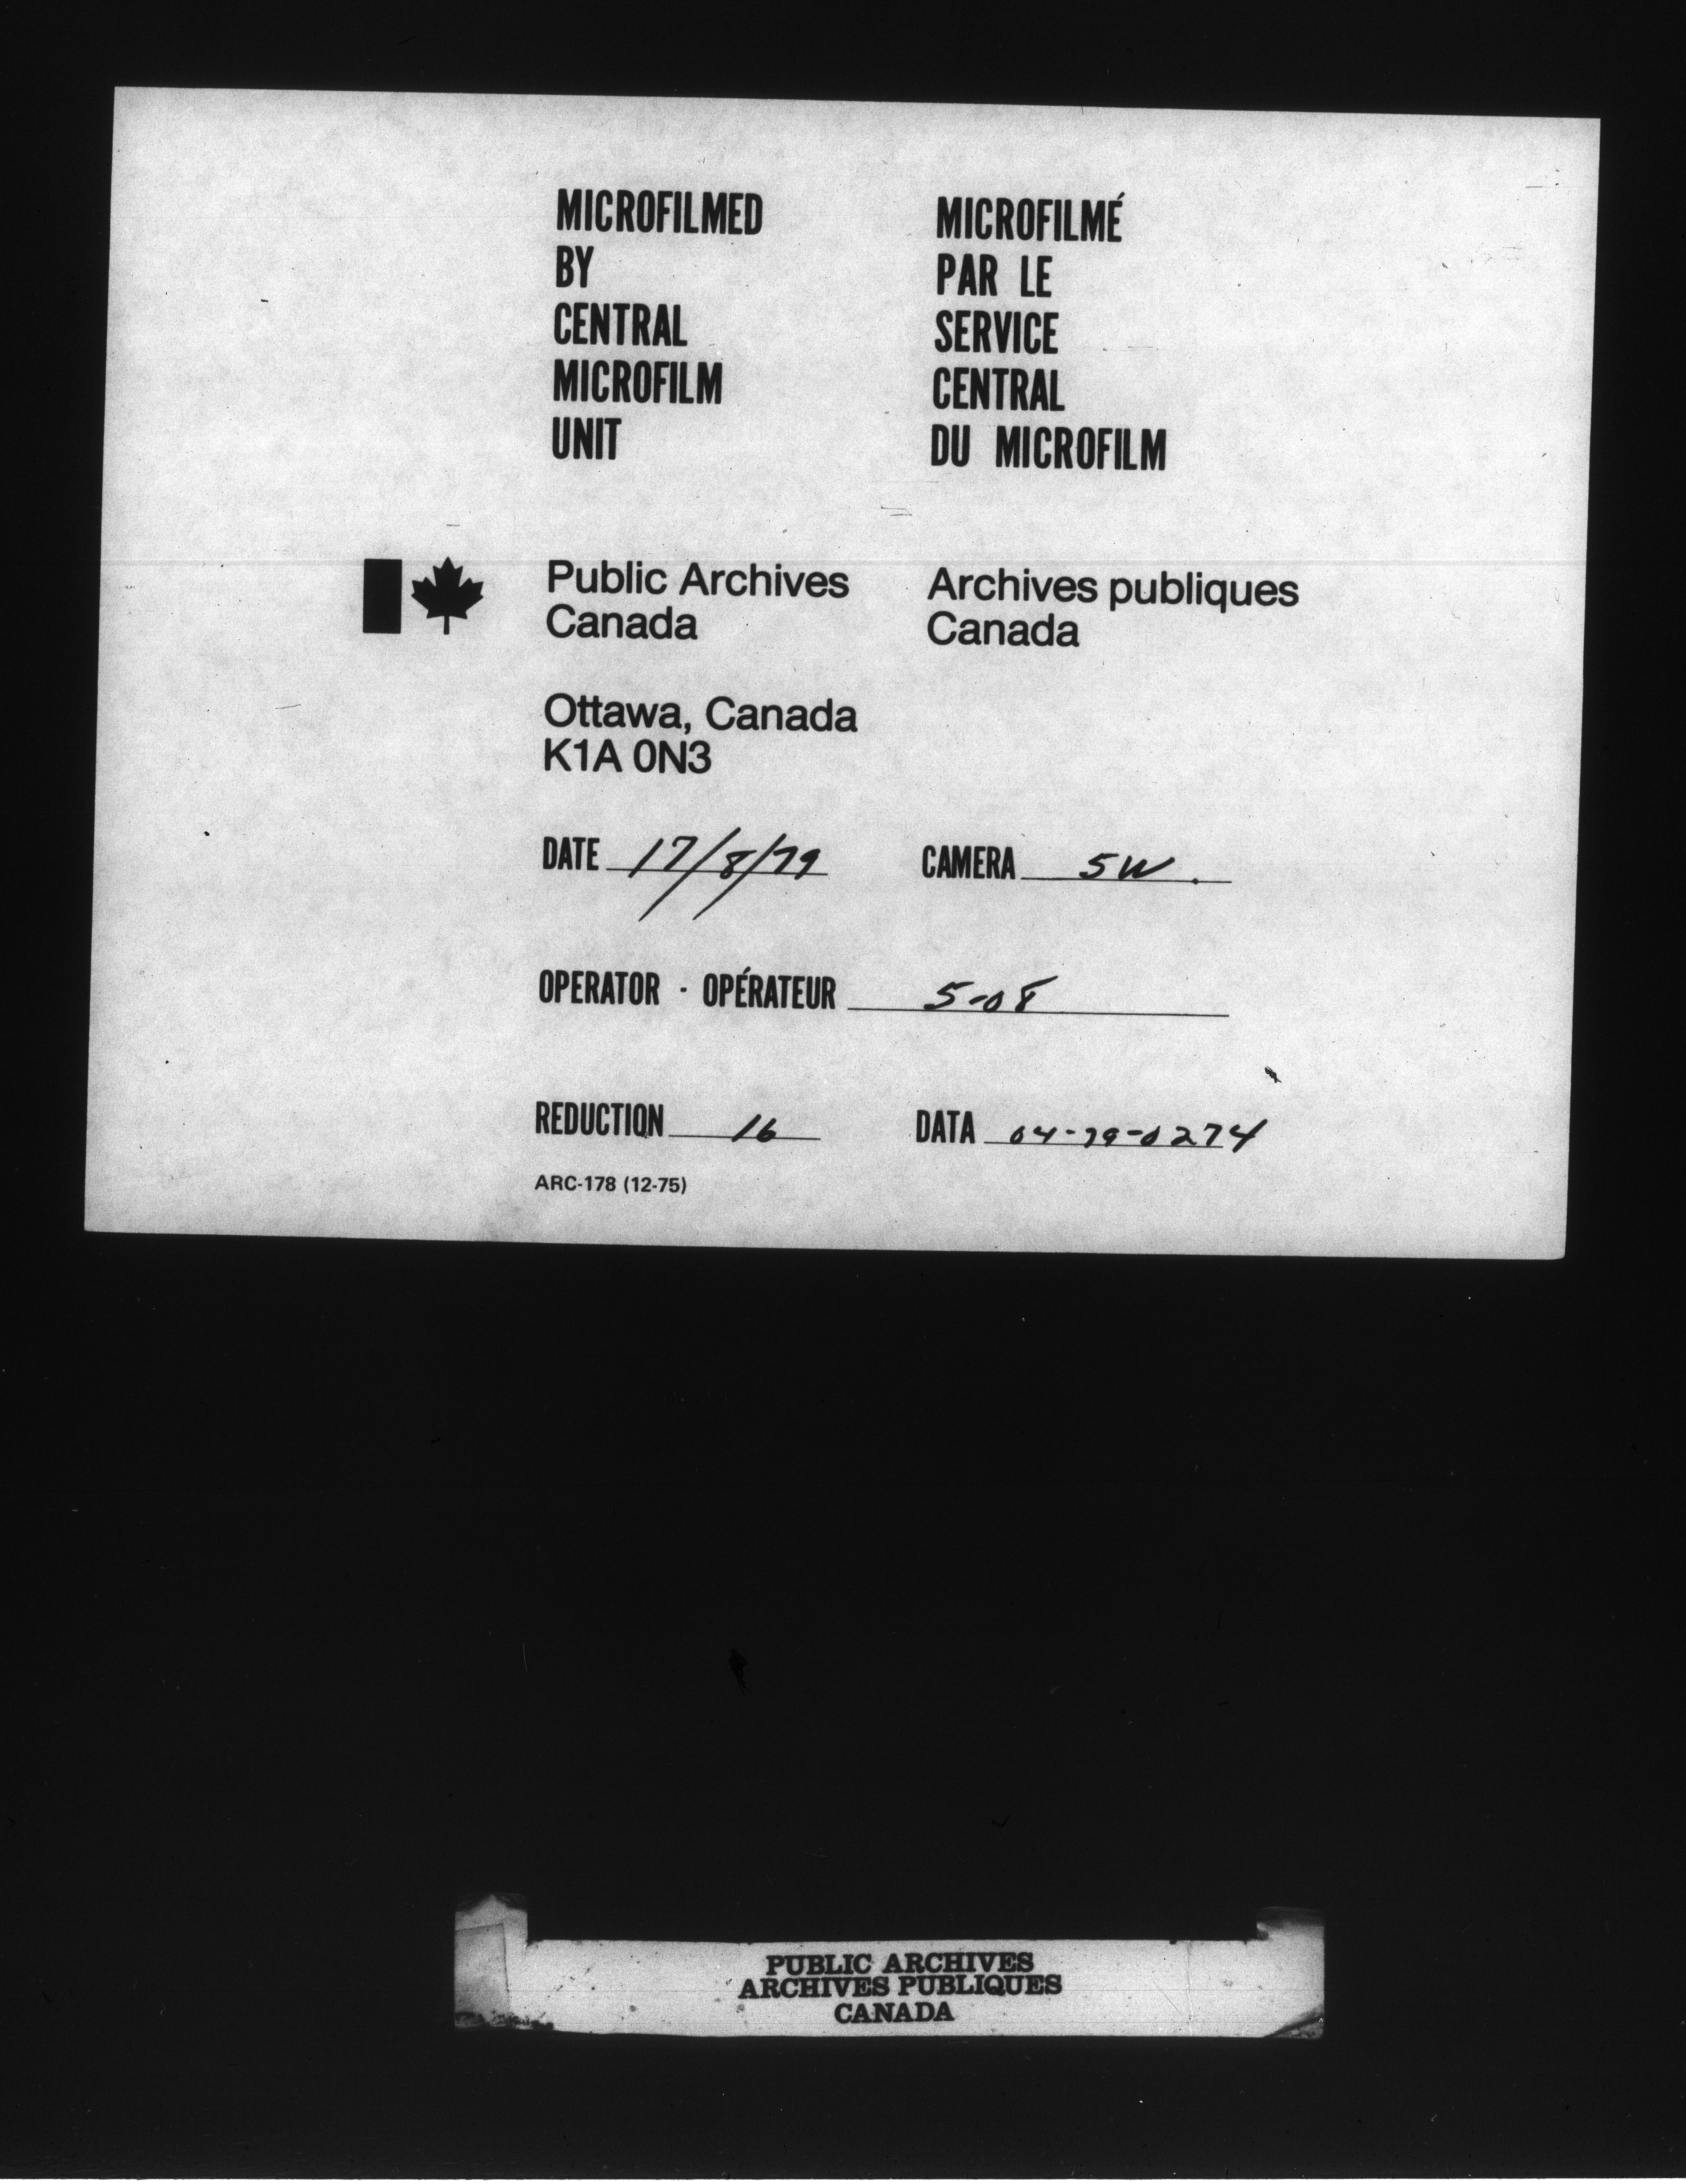 MICROFILMED
BY
CENTRAL
MICROFILM
UNIT
MICROFILMÉ
PAR LE
SERVICE
CENTRAL
DU MICROFILM
Public Archives
Canada
Archives publiques
Canada
Ottawa, Canada
K1A 0N3
DATE 17/8/79
CAMERA 5W.
OPERATOR · OPÉRATEUR 5-08
REDUCTION 16
DATA 04-79-0274
ARC-178 (12-75)
PUBLIC ARCHIVES
ARCHIVES PUBLIQUES
CANADA